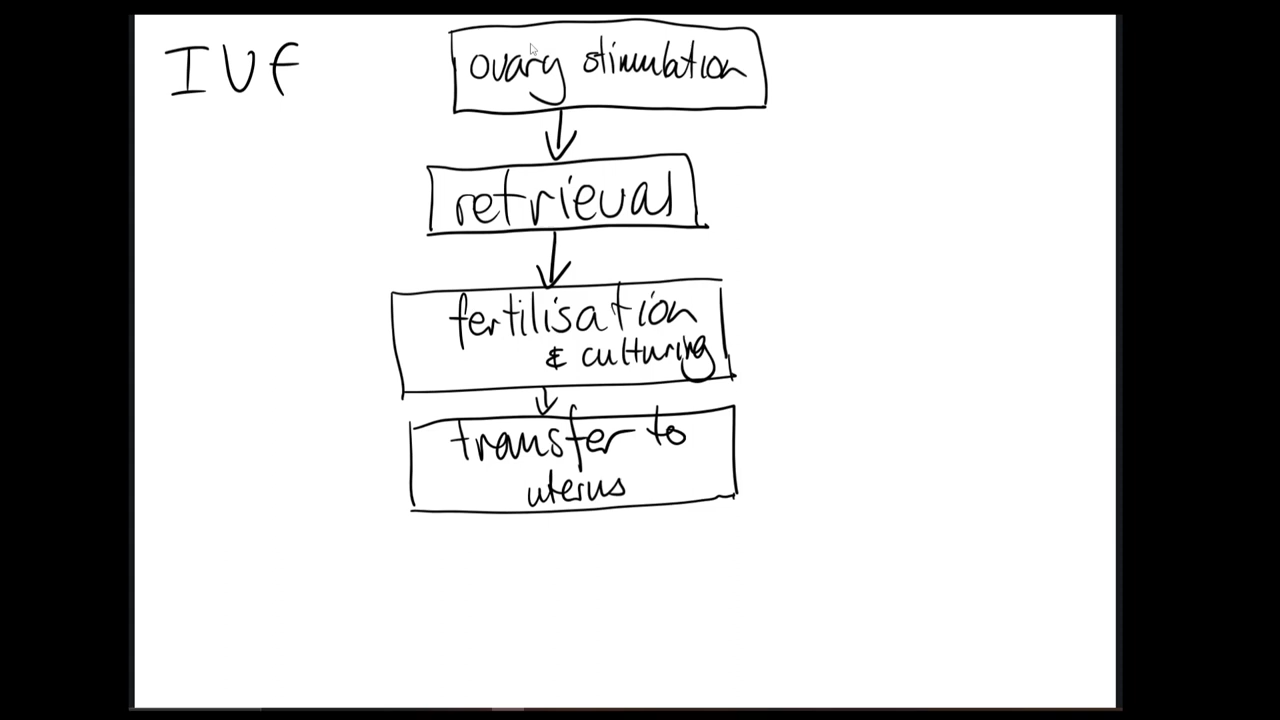 IVF
ovary stimulation
retrieval
fertilisation
& culturing
transfer to
uterus